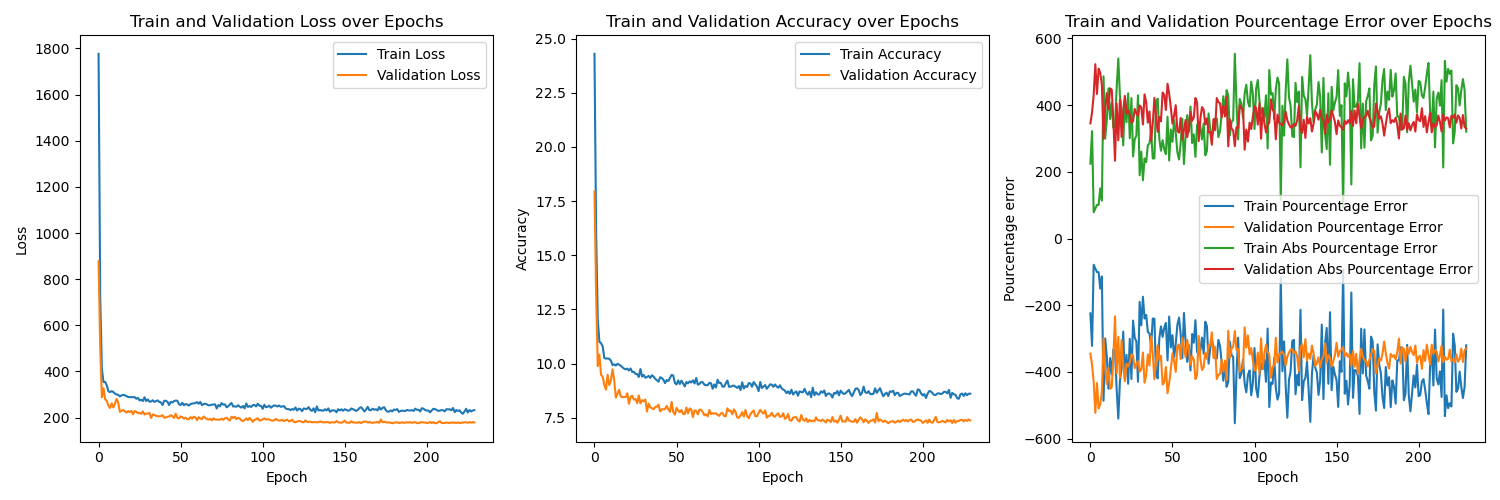 Train and Validation Loss over Epochs
Train Loss
Validation Loss
Loss
1800
1600
1400
1200
1000
800
600
400
200
0
50
100
150
200
Epoch
Train and Validation Accuracy over Epochs
Train Accuracy
Validation Accuracy
Accuracy
25.0
22.5
20.0
17.5
15.0
12.5
10.0
7.5
0
50
100
150
200
Epoch
Train and Validation Pourcentage Error over Epochs
Train Pourcentage Error
Validation Pourcentage Error
Train Abs Pourcentage Error
Validation Abs Pourcentage Error
Pourcentage error
600
400
200
0
−200
−400
−600
0
50
100
150
200
Epoch